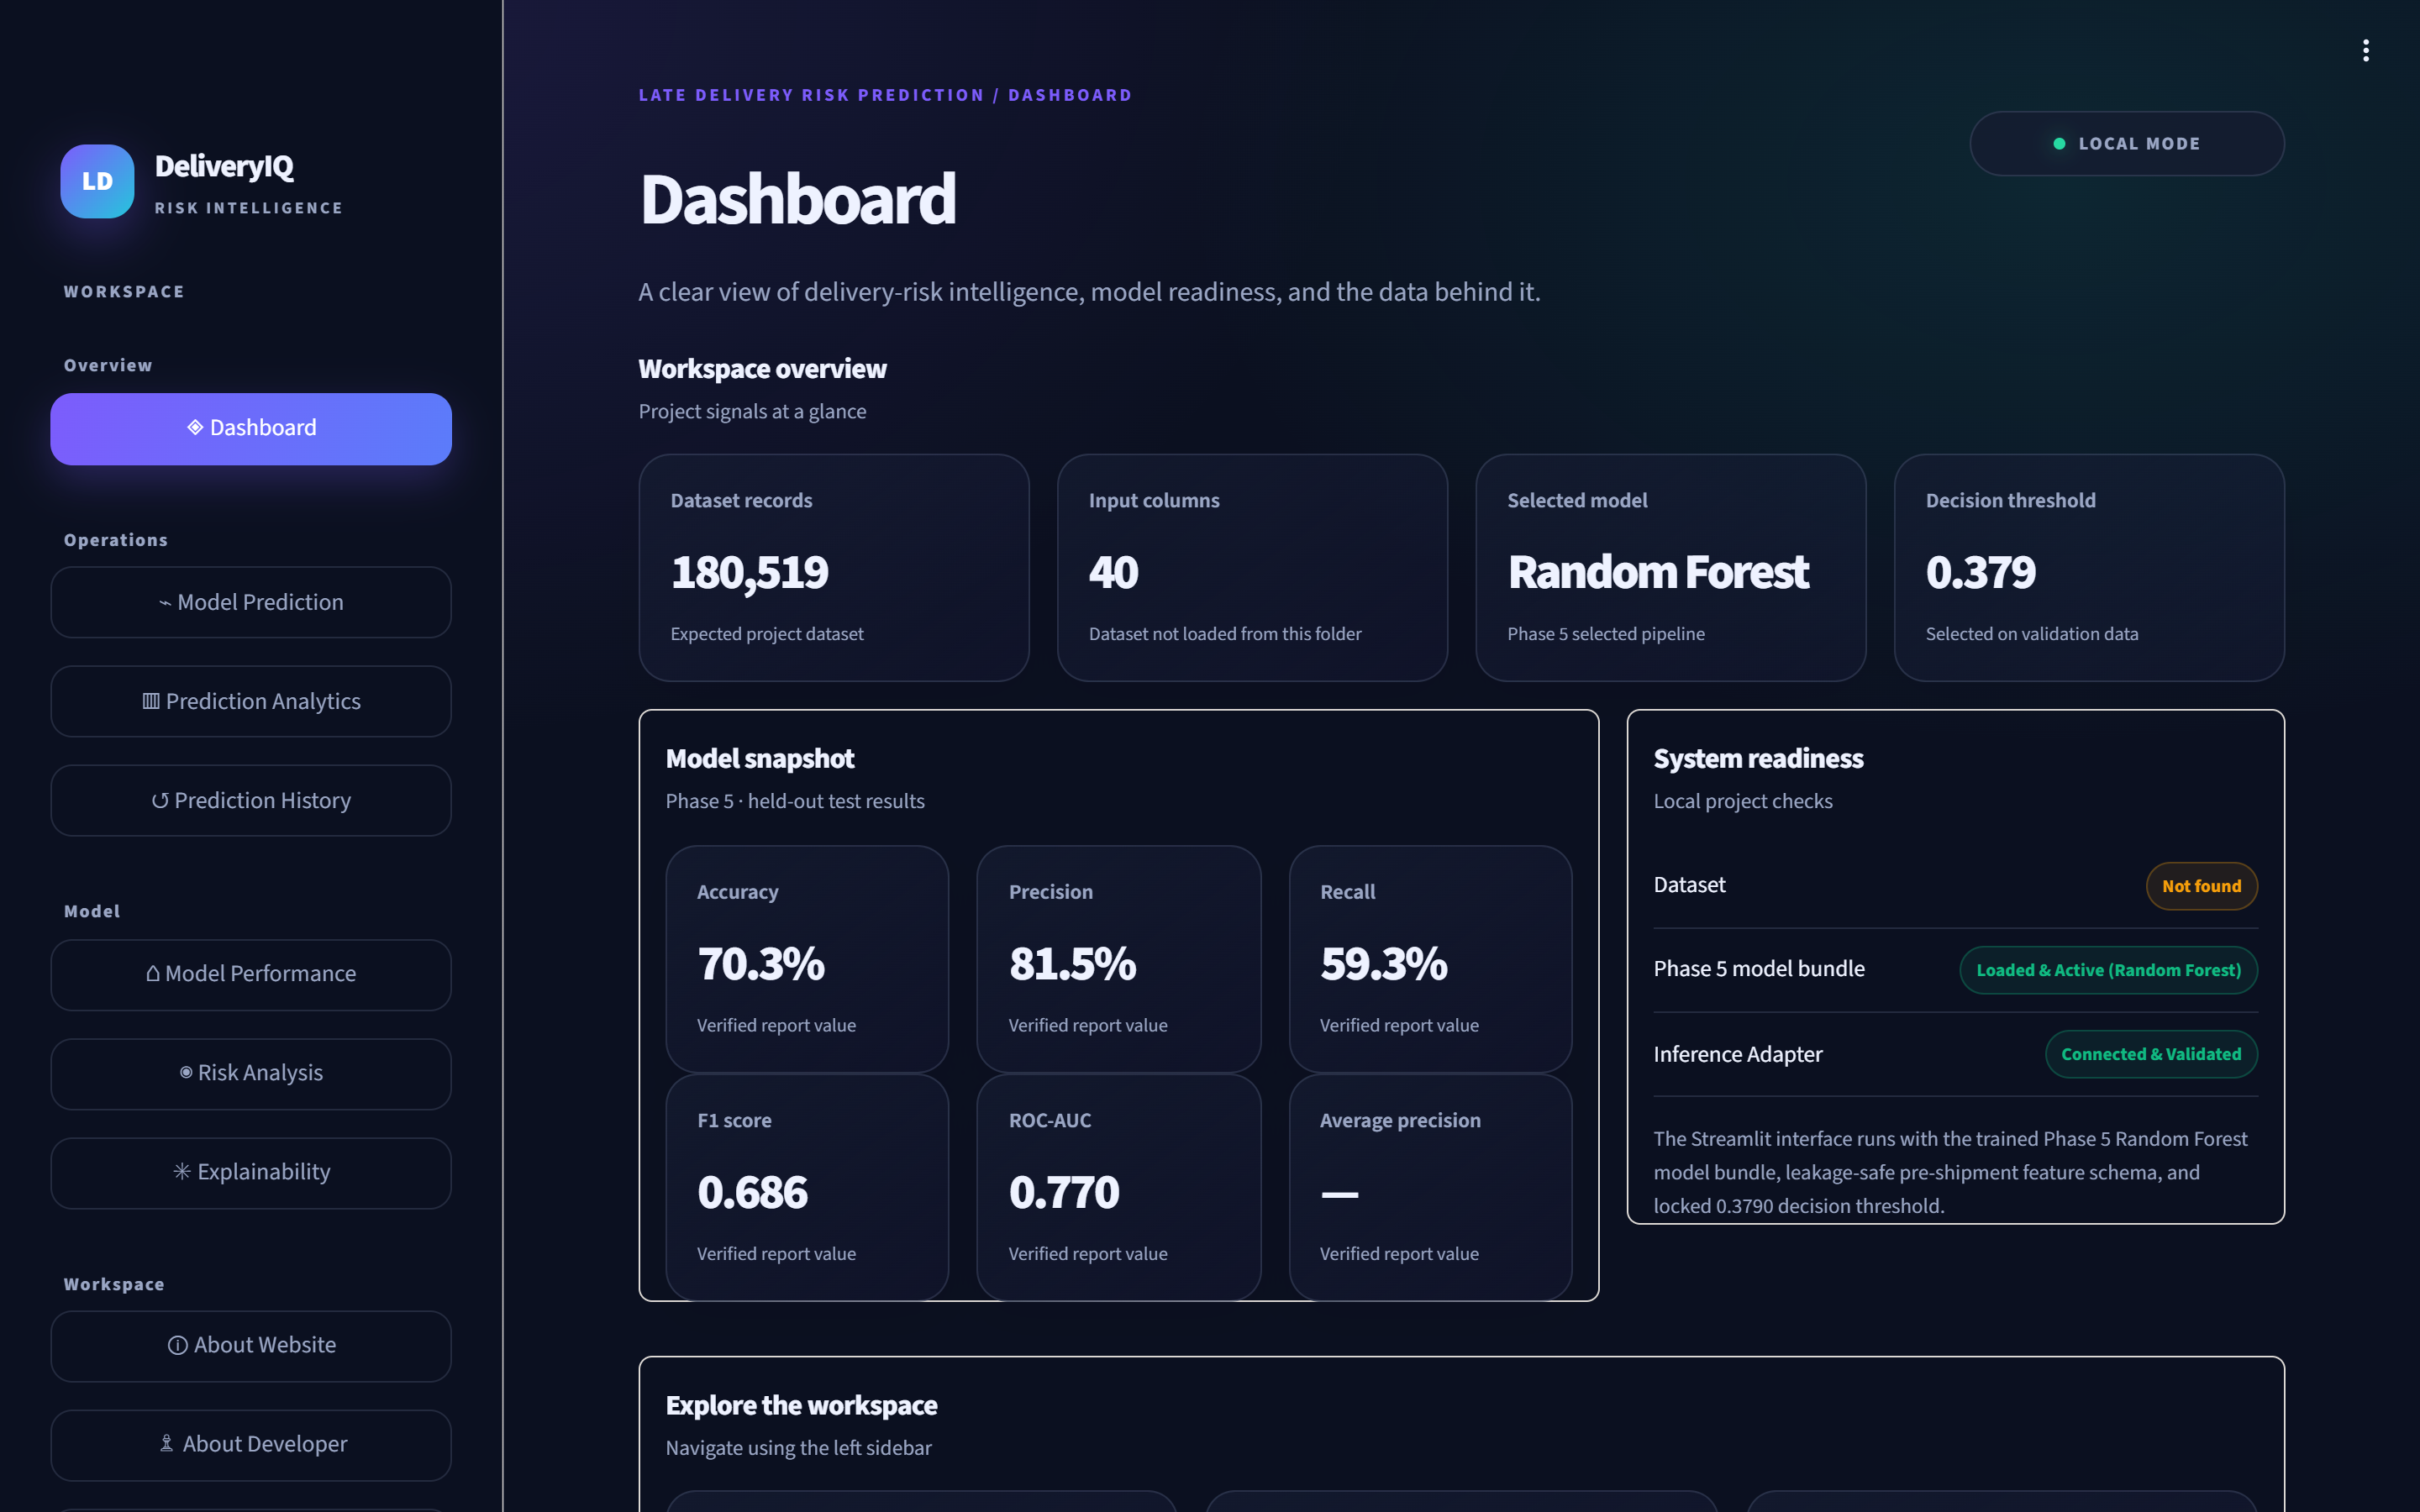 LD
DeliveryIQ
RISK INTELLIGENCE
WORKSPACE
Overview
◈ Dashboard
Operations
⌁ Model Prediction
▥ Prediction Analytics
↺ Prediction History
Model
⌂ Model Performance
◉ Risk Analysis
✳ Explainability
Workspace
ⓘ About Website
♙ About Developer
LATE DELIVERY RISK PREDICTION / DASHBOARD
LOCAL MODE
Dashboard
A clear view of delivery-risk intelligence, model readiness, and the data behind it.
Workspace overview
Project signals at a glance
Dataset records
180,519
Expected project dataset
Input columns
40
Dataset not loaded from this folder
Selected model
Random Forest
Phase 5 selected pipeline
Decision threshold
0.379
Selected on validation data
Model snapshot
Phase 5 · held-out test results
Accuracy
70.3%
Verified report value
Precision
81.5%
Verified report value
Recall
59.3%
Verified report value
F1 score
0.686
Verified report value
ROC-AUC
0.770
Verified report value
Average precision
—
Verified report value
System readiness
Local project checks
Dataset
Not found
Phase 5 model bundle
Loaded & Active (Random Forest)
Inference Adapter
Connected & Validated
The Streamlit interface runs with the trained Phase 5 Random Forest
model bundle, leakage-safe pre-shipment feature schema, and
locked 0.3790 decision threshold.
Explore the workspace
Navigate using the left sidebar